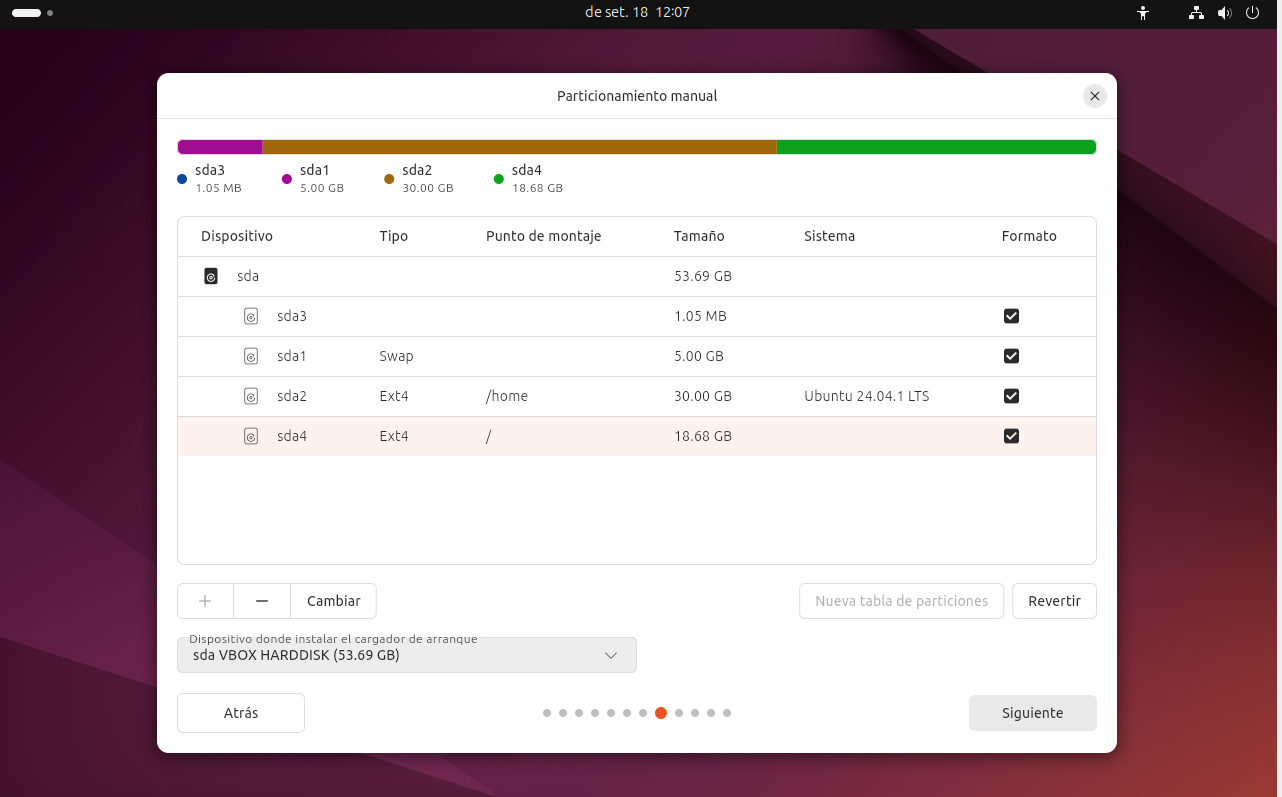 de set. 18 12:07
Particionamiento manual
sda3 sda1 sda2 sda4
1.05 MB 5.00 GB 30.00 GB 18.68 GB
Dispositivo Tipo Punto de montaje Tamaño Sistema Formato
sda 53.69 GB
sda3 1.05 MB
sda1 Swap 5.00 GB
sda2 Ext4 /home 30.00 GB Ubuntu 24.04.1 LTS
sda4 Ext4 / 18.68 GB
+ − Cambiar Nueva tabla de particiones Revertir
Dispositivo donde instalar el cargador de arranque
sda VBOX HARDDISK (53.69 GB)
Atrás Siguiente